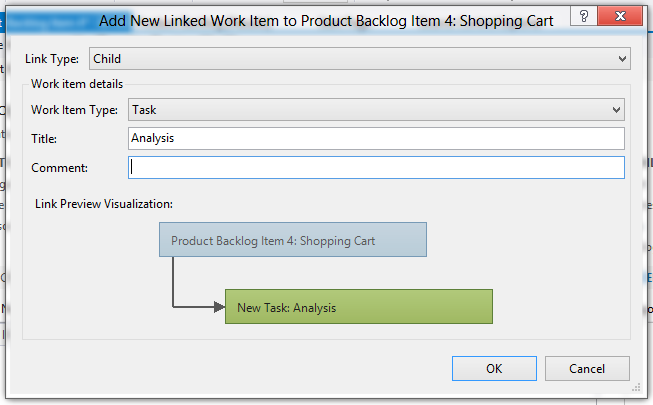 Add New Linked Work Item to Product Backlog Item 4: Shopping Cart
?
Link Type: Child
Work item details
Work Item Type: Task
Title: Analysis
Comment:
Link Preview Visualization:
Product Backlog Item 4: Shopping Cart
New Task: Analysis
OK Cancel